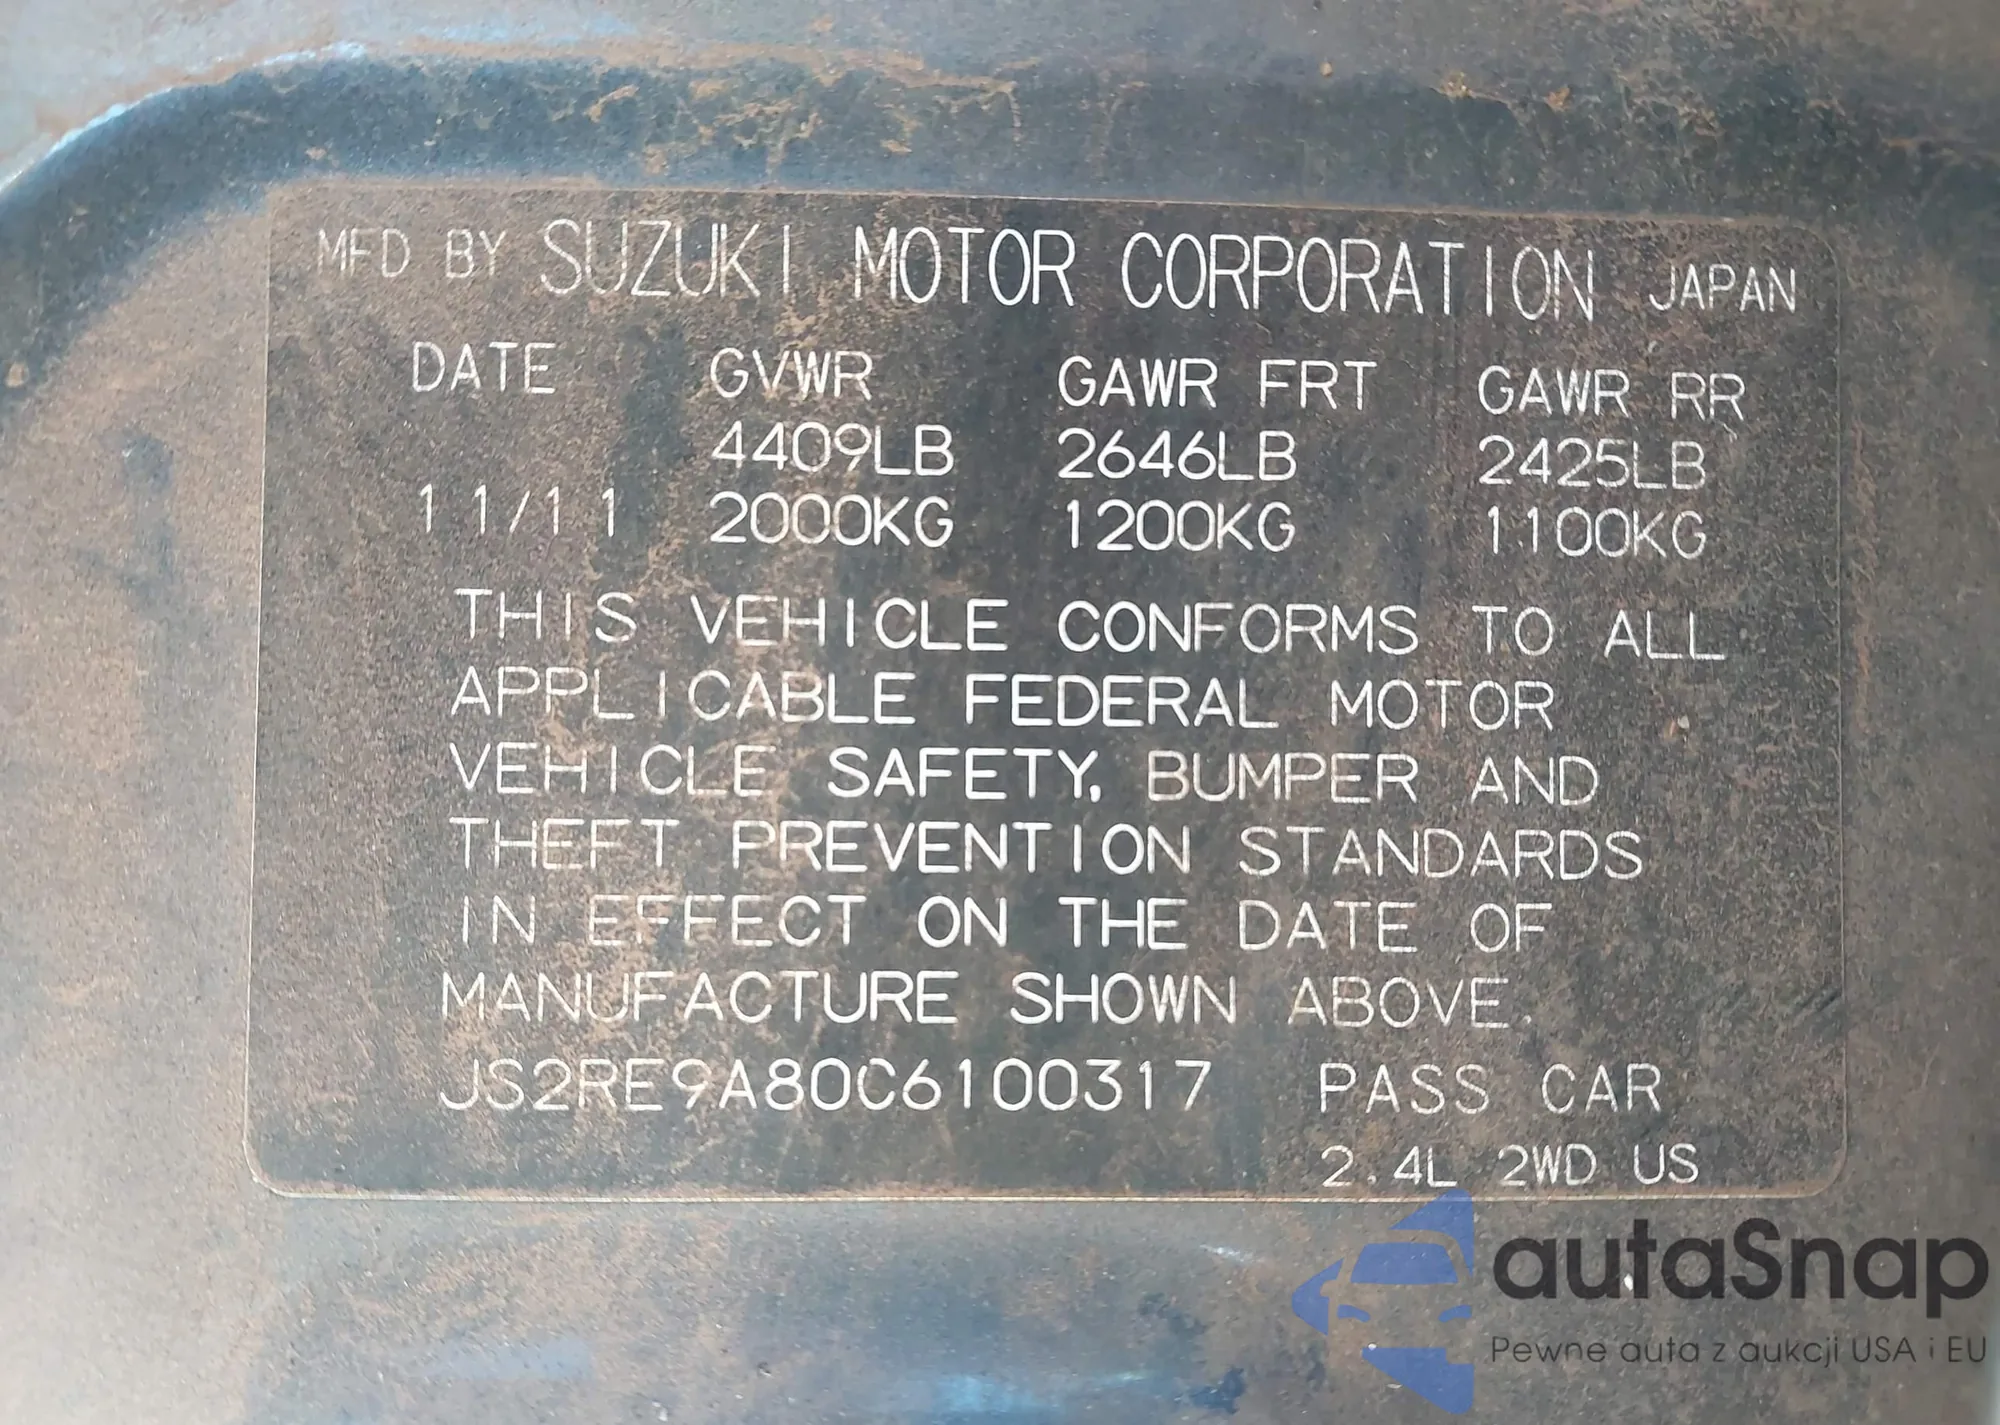 MFD BY SUZUKI MOTOR CORPORATION JAPAN
DATE GVWR GAWR FRT GAWR RR
4409LB 2646LB 2425LB
11/11 2000KG 1200KG 1100KG
THIS VEHICLE CONFORMS TO ALL
APPLICABLE FEDERAL MOTOR
VEHICLE SAFETY, BUMPER AND
THEFT PREVENTION STANDARDS
IN EFFECT ON THE DATE OF
MANUFACTURE SHOWN ABOVE.
JS2RE9A80C6100317 PASS CAR
2.4L 2WD US
autaSnap
Pewne auta z aukcji USA i EU